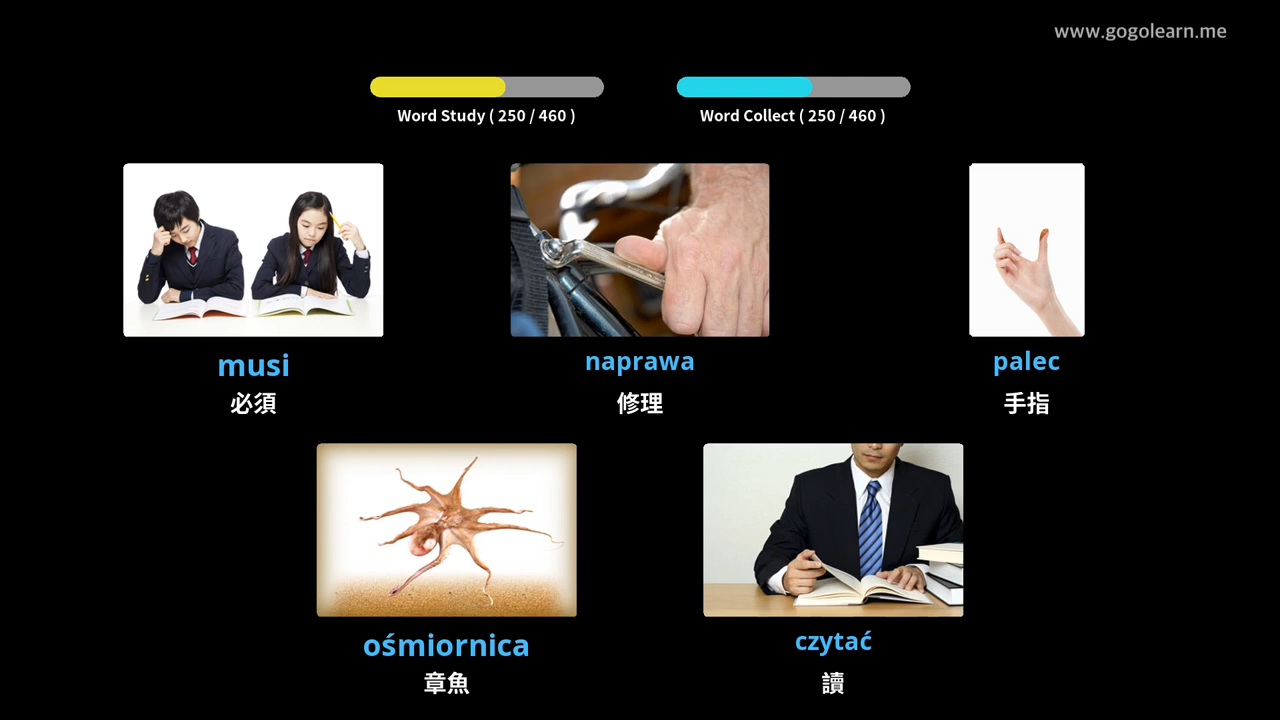 www.gogolearn.me
Word Study ( 250 / 460 )
Word Collect ( 250 / 460 )
musi
必須
naprawa
修理
palec
手指
ośmiornica
章魚
czytać
讀